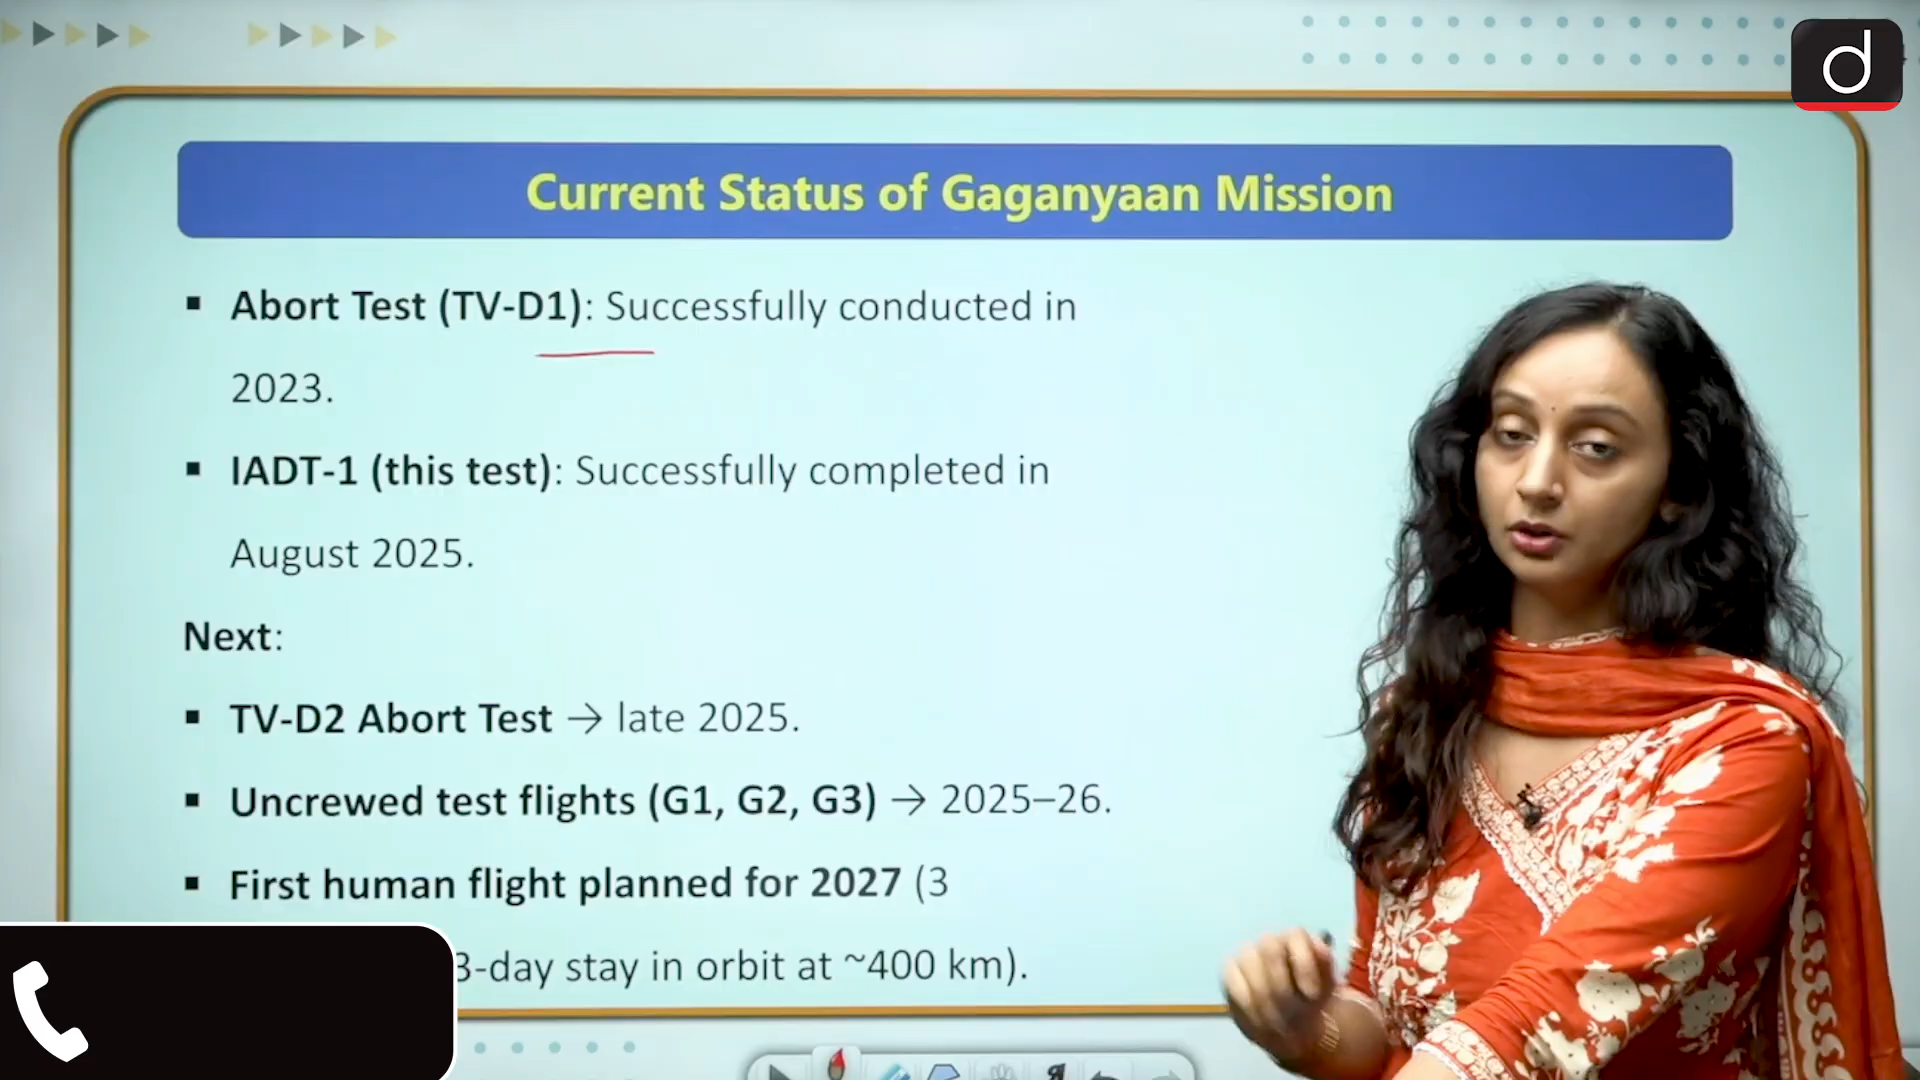 d
Current Status of Gaganyaan Mission
▪ Abort Test (TV-D1): Successfully conducted in
2023.
▪ IADT-1 (this test): Successfully completed in
August 2025.
Next:
▪ TV-D2 Abort Test → late 2025.
▪ Uncrewed test flights (G1, G2, G3) → 2025–26.
▪ First human flight planned for 2027 (3
3-day stay in orbit at ~400 km).